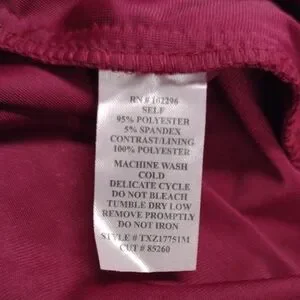 RN # 162296
SELF
95% POLYESTER
5% SPANDEX
CONTRAST/LINING
100% POLYESTER
MACHINE WASH
COLD
DELICATE CYCLE
DO NOT BLEACH
TUMBLE DRY LOW
REMOVE PROMPTLY
DO NOT IRON
STYLE # TXZ17751M
CUT # 85260